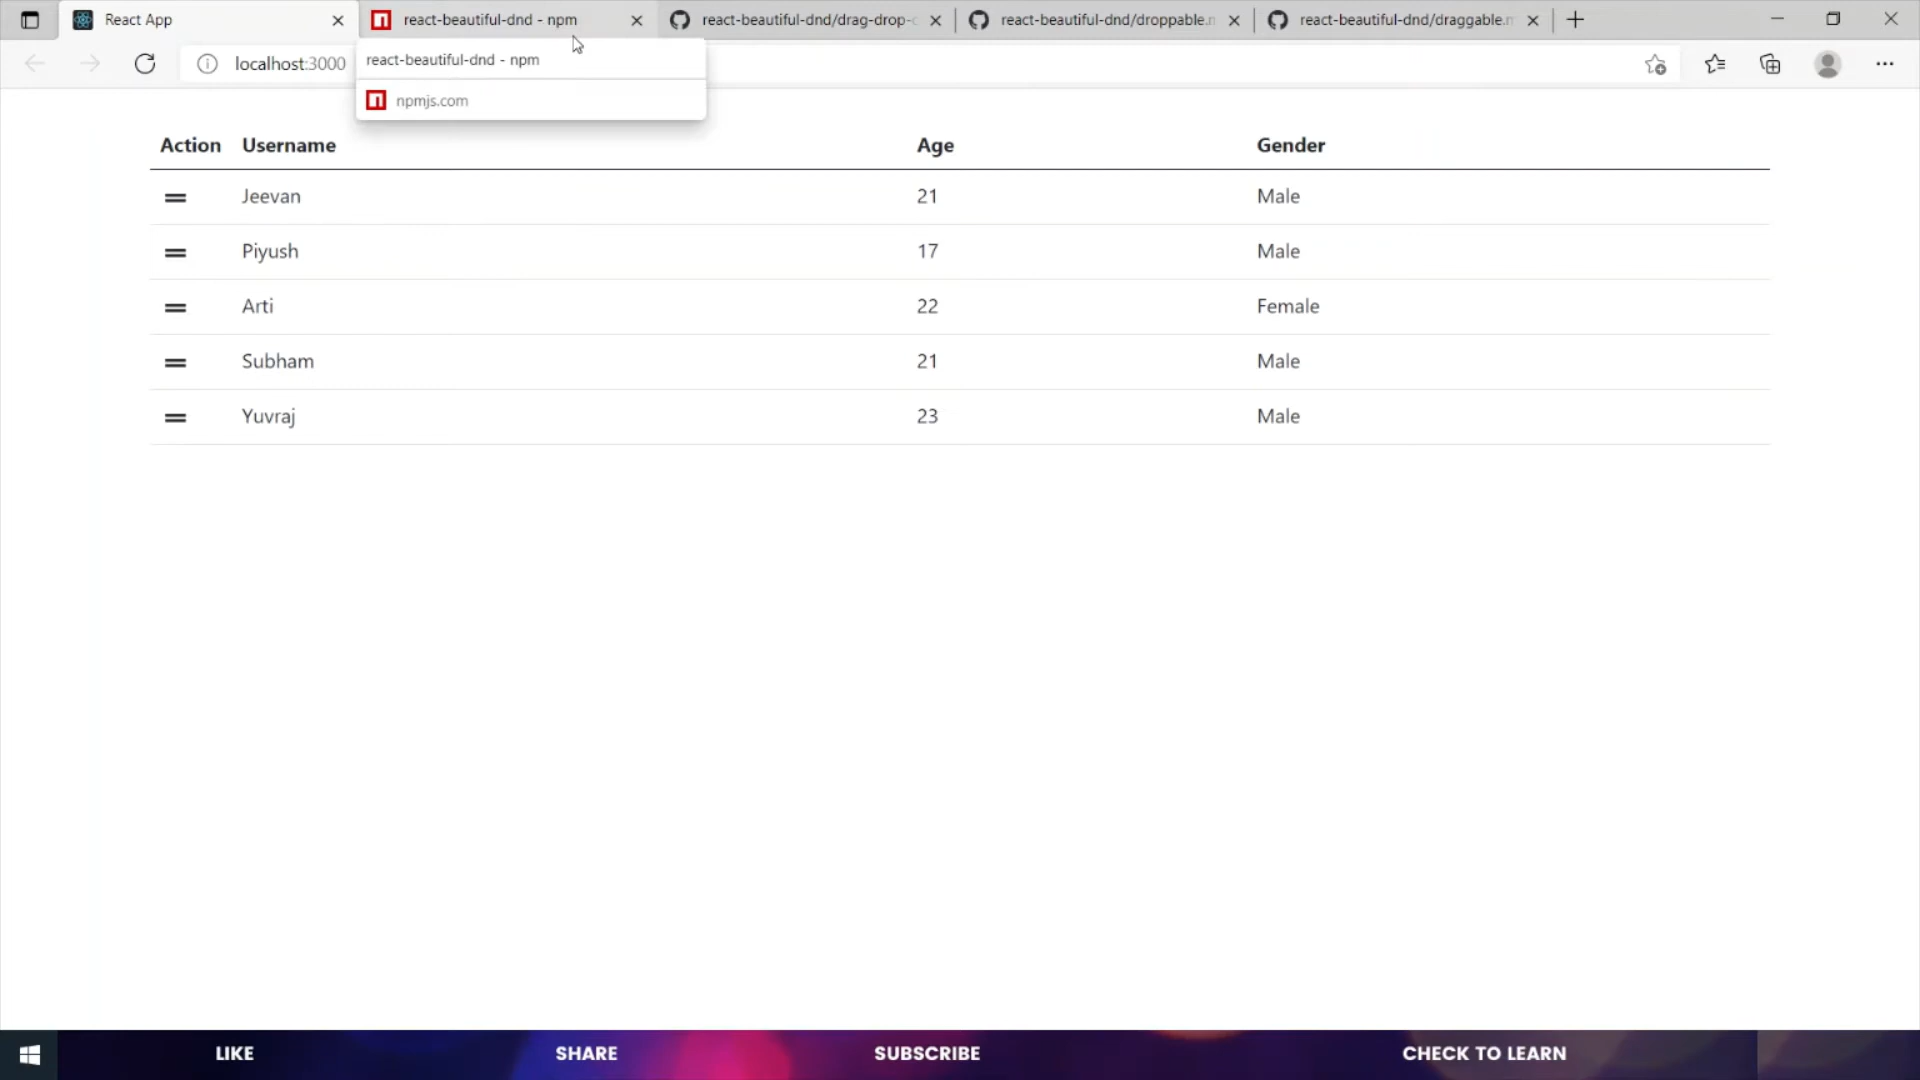 React App
react-beautiful-dnd - npm
react-beautiful-dnd/drag-drop-c
react-beautiful-dnd/droppable.m
react-beautiful-dnd/draggable.m
localhost:3000
react-beautiful-dnd - npm
npmjs.com
Action Username Age Gender
Jeevan 21 Male
Piyush 17 Male
Arti 22 Female
Subham 21 Male
Yuvraj 23 Male
LIKE SHARE SUBSCRIBE CHECK TO LEARN